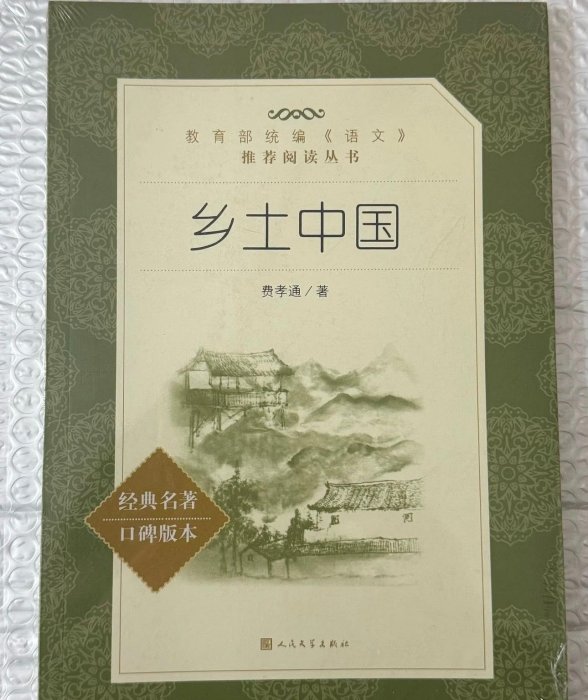 教育部统编《语文》
推荐阅读丛书
乡土中国
费孝通/著
经典名著
口碑版本
人民文学出版社